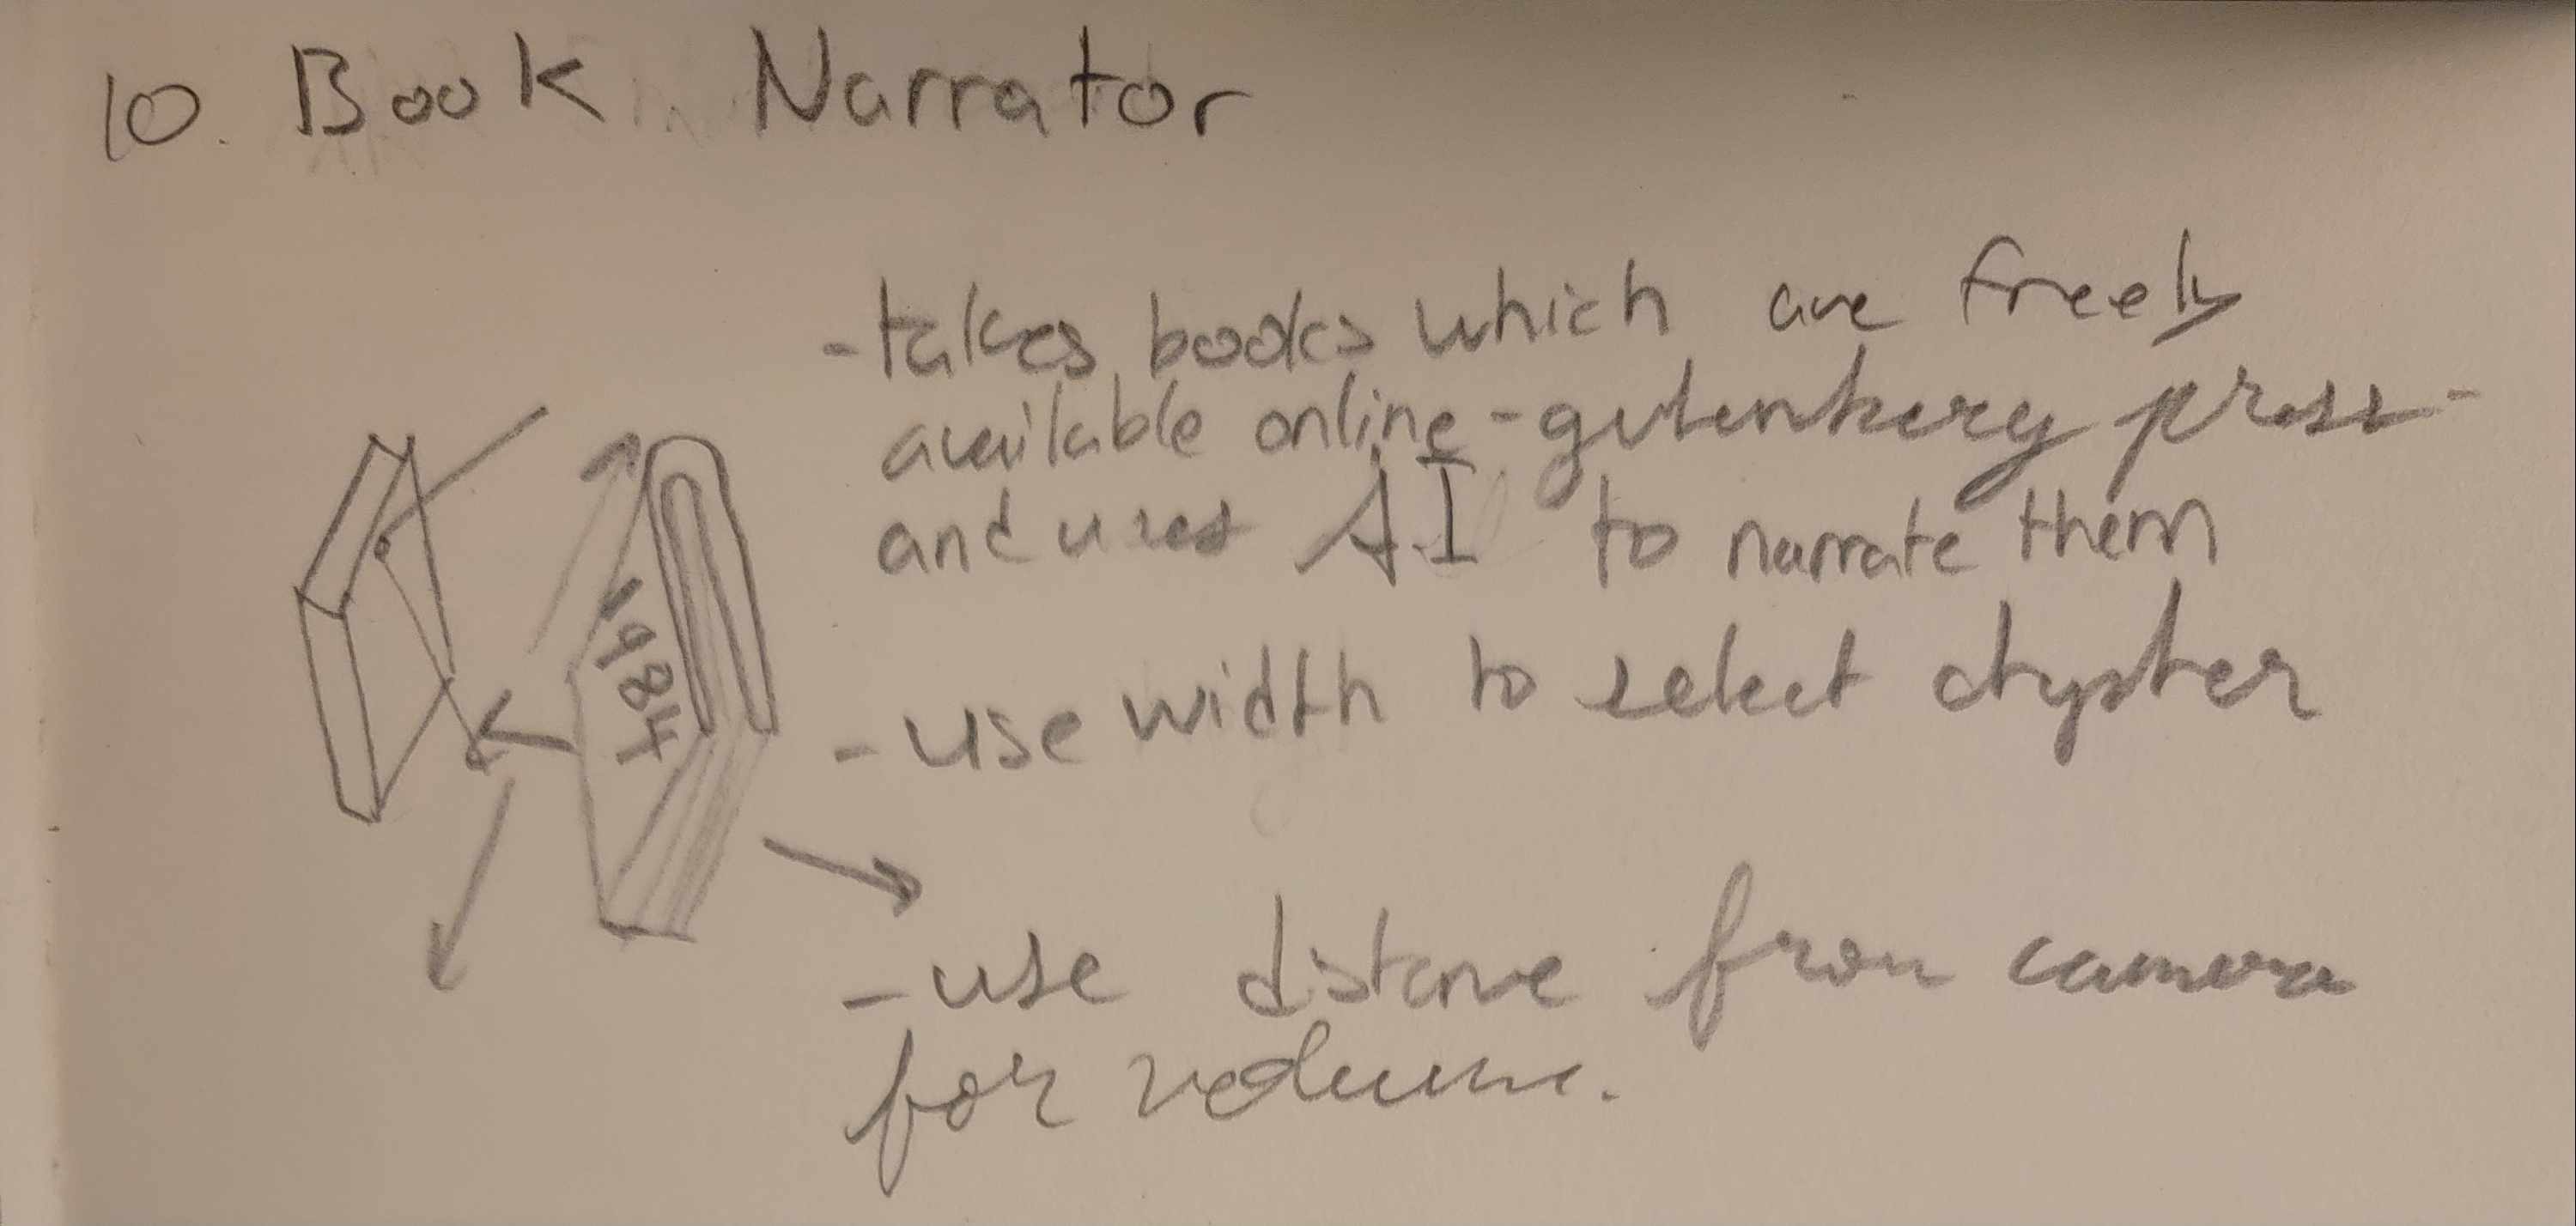 10. Book Narrator
-takes books which are freely
available online - gutenberg press -
and uses AI to narrate them
1984
-use width to select chapter
-use distance from camera
for volume.